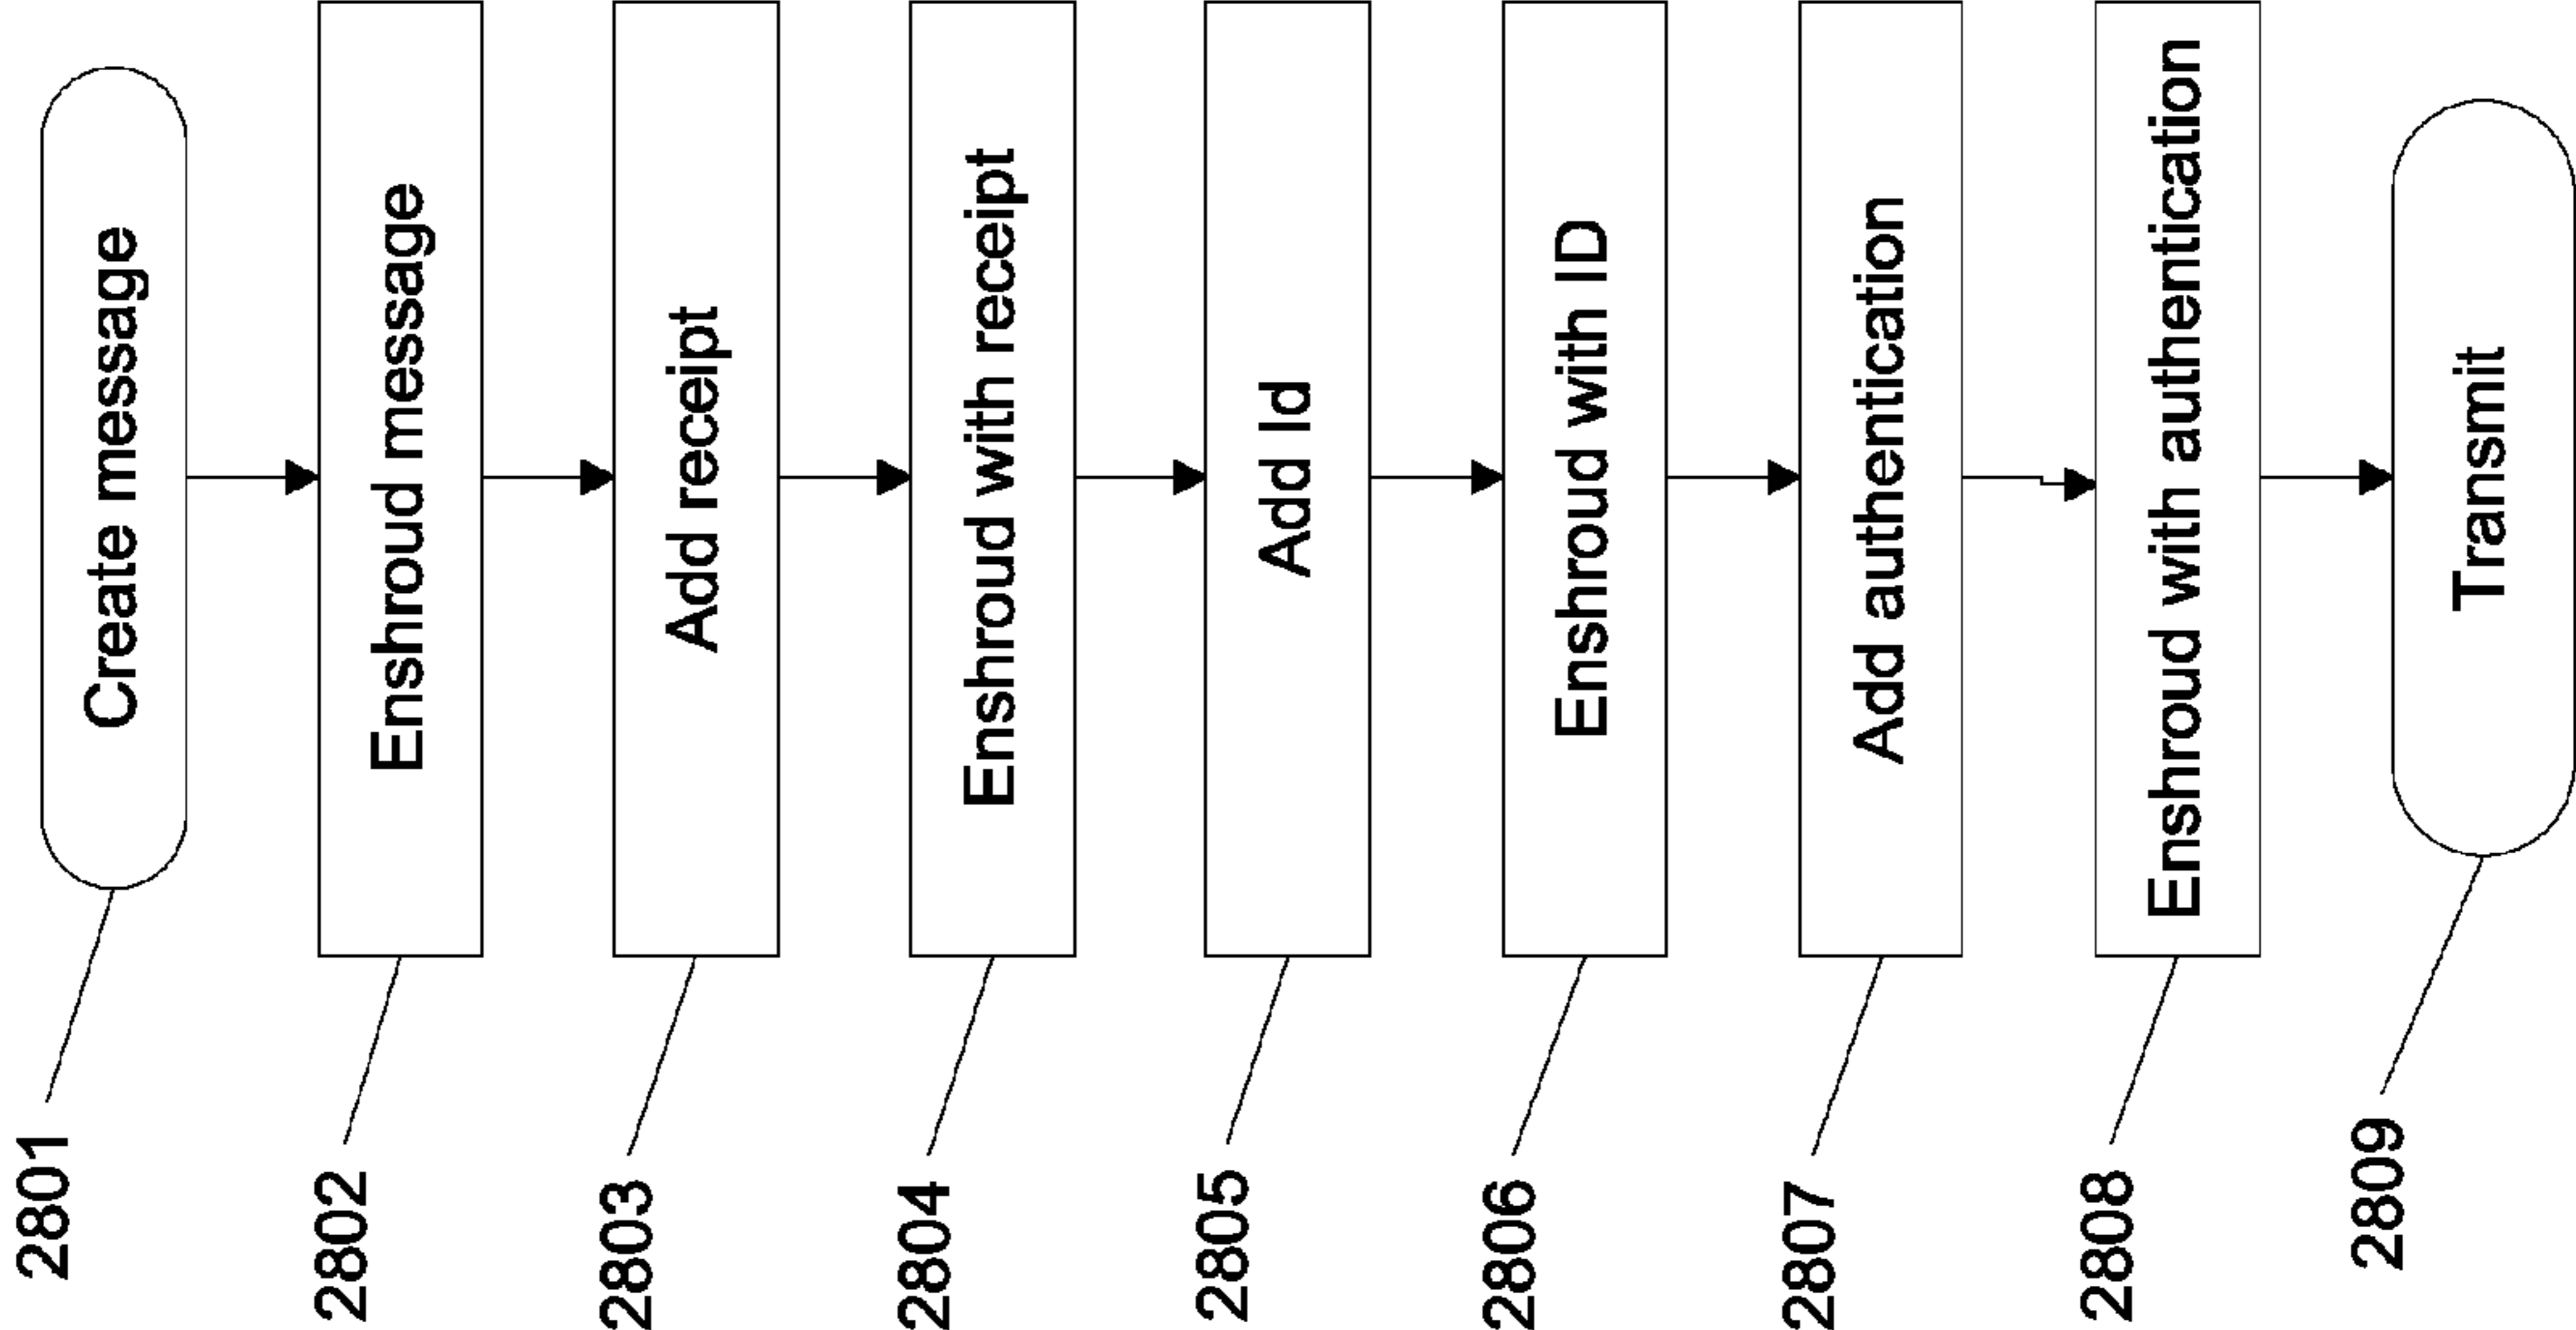 2801
Create message
2802
Enshroud message
2803
Add receipt
2804
Enshroud with receipt
2805
Add Id
2806
Enshroud with ID
2807
Add authentication
2808
Enshroud with authentication
2809
Transmit